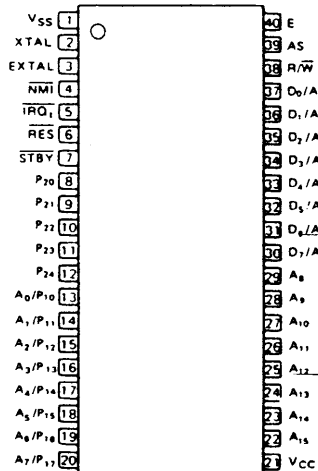 VSS 1
XTAL 2
EXTAL 3
N̅M̅I̅ 4
I̅R̅Q̅₁̅ 5
R̅E̅S̅ 6
S̅T̅B̅Y̅ 7
P₂₀ 8
P₂₁ 9
P₂₂ 10
P₂₃ 11
P₂₄ 12
A₀/P₁₀ 13
A₁/P₁₁ 14
A₂/P₁₂ 15
A₃/P₁₃ 16
A₄/P₁₄ 17
A₅/P₁₅ 18
A₆/P₁₆ 19
A₇/P₁₇ 20
40 E
39 AS
38 R/W̅
37 D₀/A
36 D₁/A
35 D₂/A
34 D₃/A
33 D₄/A
32 D₅/A
31 D₆/A
30 D₇/A
29 A₈
28 A₉
27 A₁₀
26 A₁₁
25 A₁₂
24 A₁₃
23 A₁₄
22 A₁₅
21 VCC